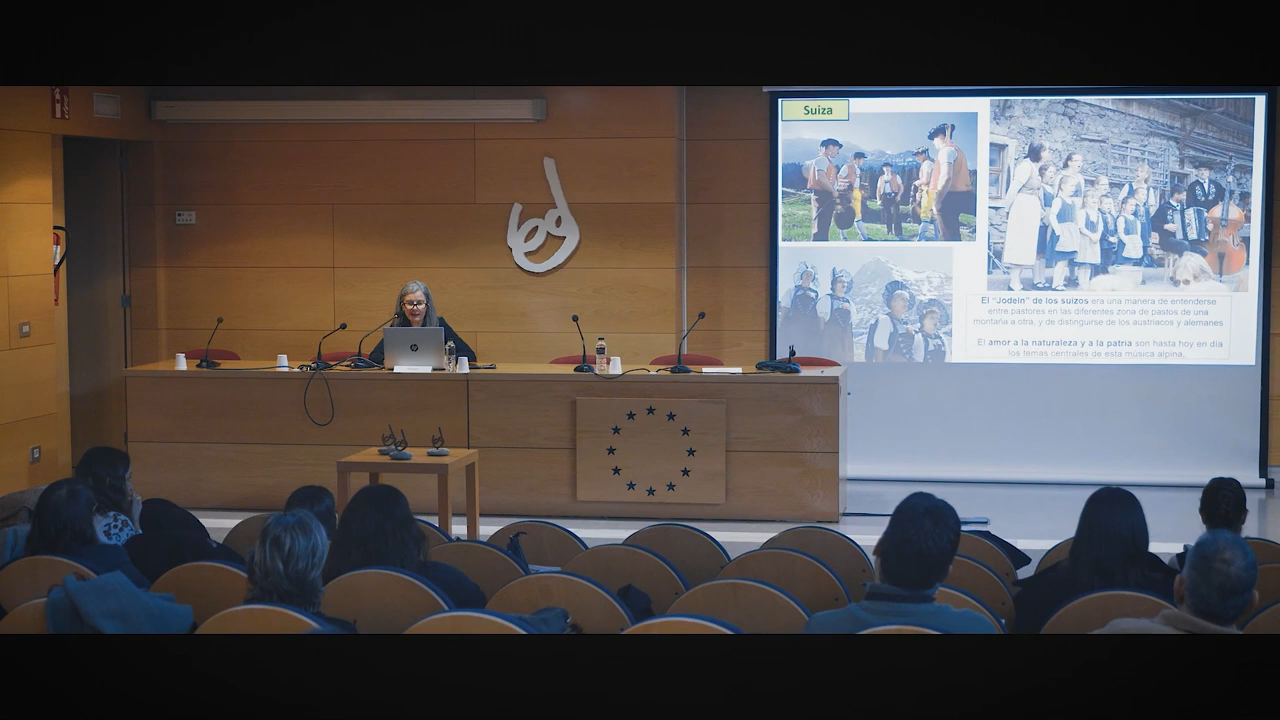 Suiza
El "Jodeln" de los suizos era una manera de entenderse
entre pastores en las diferentes zona de pastos de una
montaña a otra, y de distinguirse de los austriacos y alemanes
El amor a la naturaleza y a la patria son hasta hoy en día
los temas centrales de esta música alpina.
hp